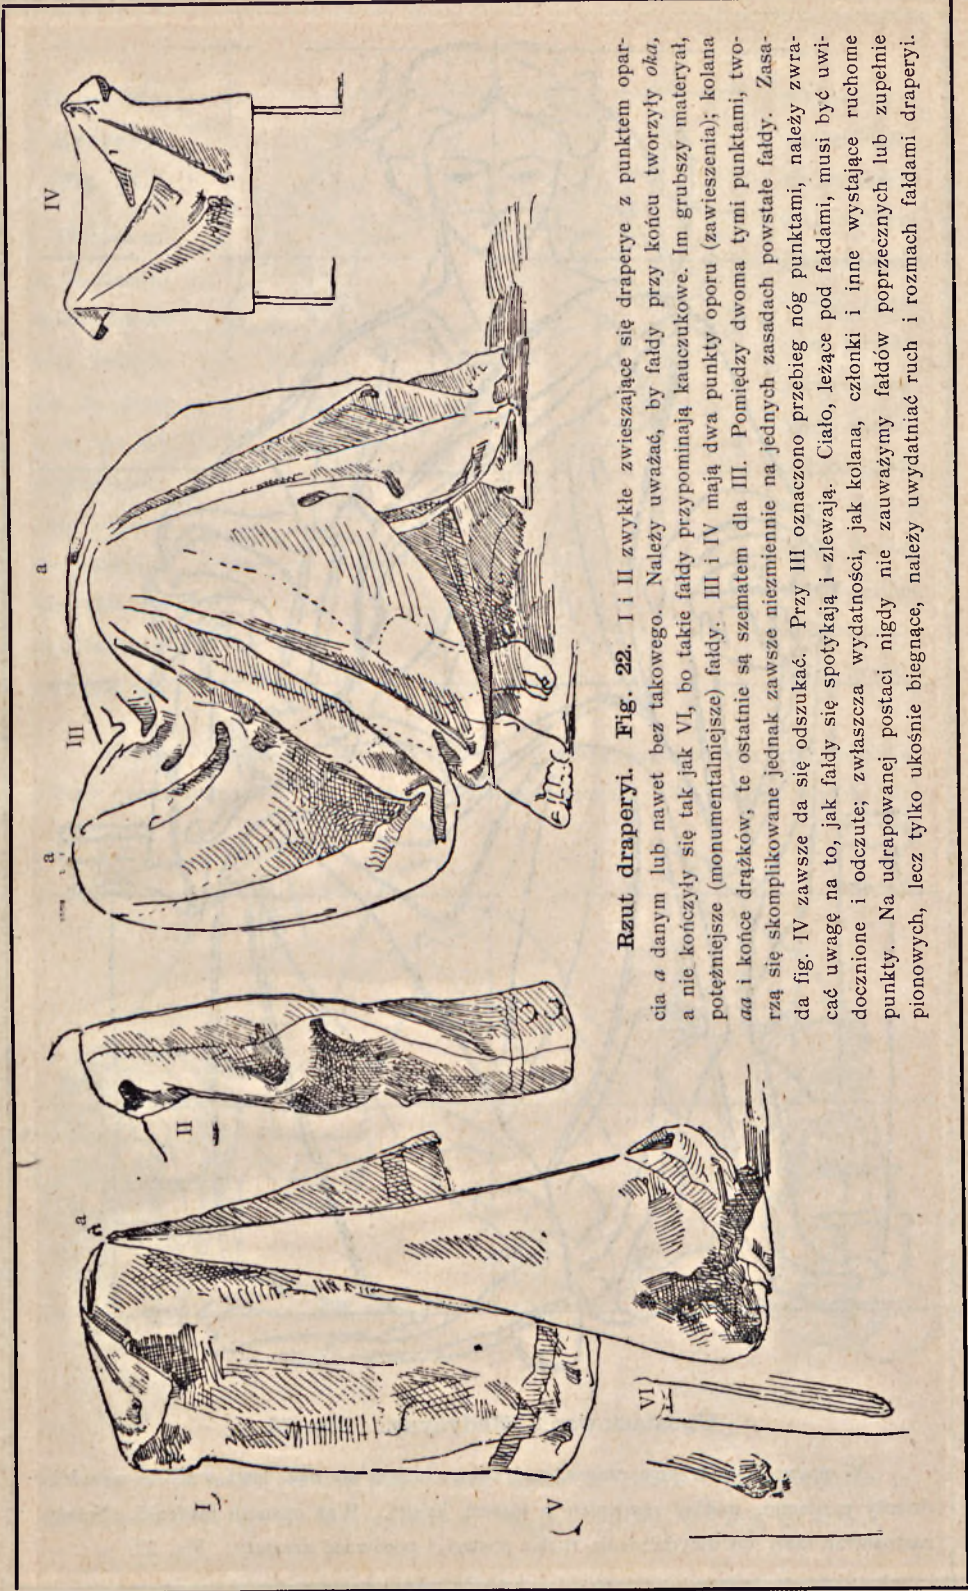 I
a
II
III
a
a
IV
V
VI
Rzut draperyi. Fig. 22. I i II zwykłe zwieszające się draperye z punktem opar-
cia a danym lub nawet bez takowego. Należy uważać, by fałdy przy końcu tworzyły oka,
a nie kończyły się tak jak VI, bo takie fałdy przypominają kauczukowe. Im grubszy materyał,
potężniejsze (monumentalniejsze) fałdy. III i IV mają dwa punkty oporu (zawieszenia); kolana
aa i końce drążków, te ostatnie są szematem dla III. Pomiędzy dwoma tymi punktami, two-
rzą się skomplikowane jednak zawsze niezmiennie na jednych zasadach powstałe fałdy. Zasa-
da fig. IV zawsze da się odszukać. Przy III oznaczono przebieg nóg punktami, należy zwra-
cać uwagę na to, jak fałdy się spotykają i zlewają. Ciało, leżące pod fałdami, musi być uwi-
docznione i odczute; zwłaszcza wydatności, jak kolana, członki i inne wystające ruchome
punkty. Na udrapowanej postaci nigdy nie zauważymy fałdów poprzecznych lub zupełnie
pionowych, lecz tylko ukośnie biegnące, należy uwydatniać ruch i rozmach fałdami draperyi.